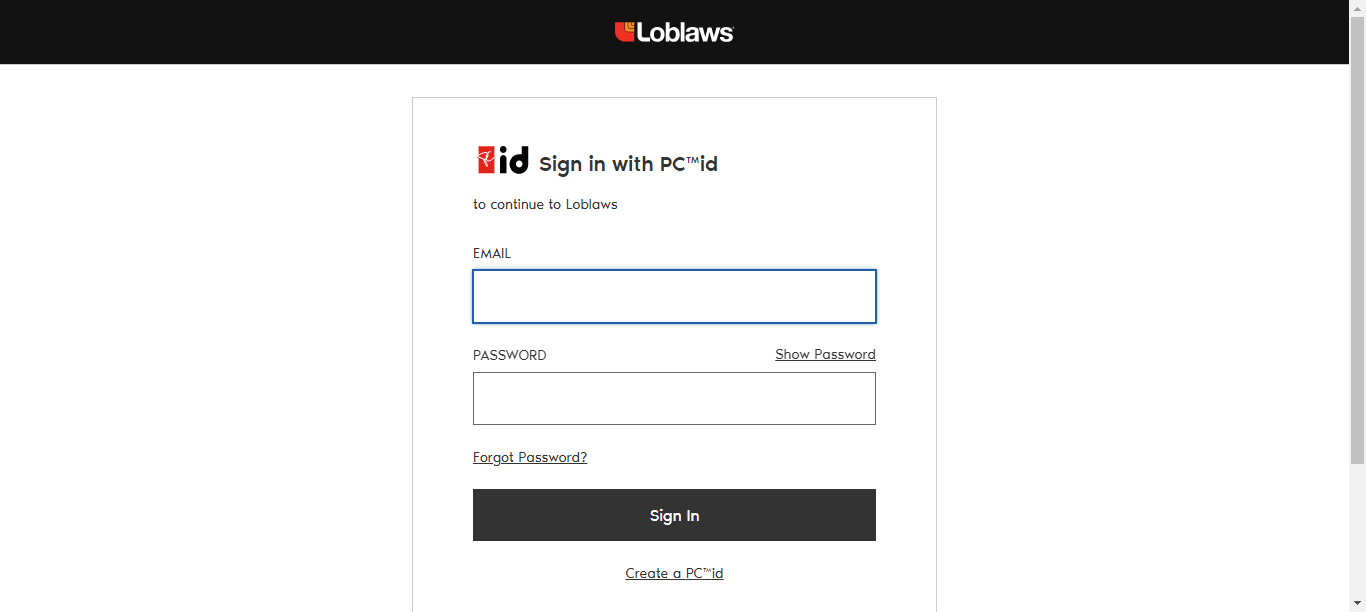 Loblaws
id Sign in with PC™id
to continue to Loblaws
EMAIL
PASSWORD Show Password
Forgot Password?
Sign In
Create a PC™id